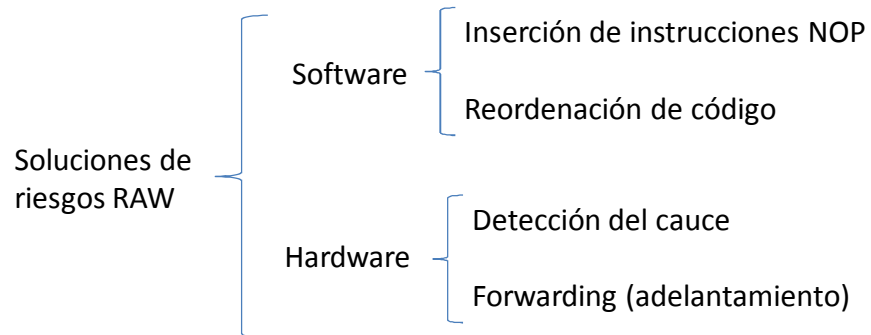 Soluciones de
riesgos RAW
Software
Inserción de instrucciones NOP
Reordenación de código
Hardware
Detección del cauce
Forwarding (adelantamiento)